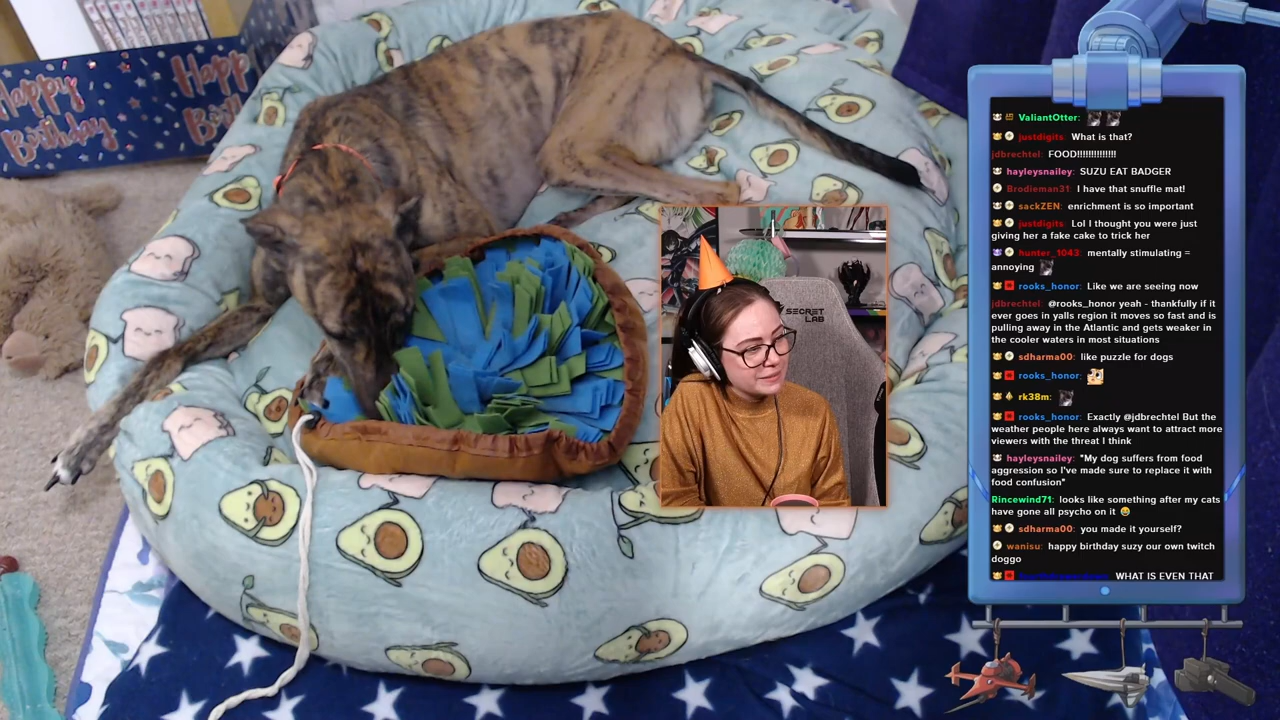 Happy
Birthday
Happy
SECRET
LAB
ValiantOtter:
justdigits What is that?
jdbrechtel: FOOD!!!!!!!!!!!!!!
hayleysnailey: SUZU EAT BADGER
Brodieman31: I have that snuffle mat!
sackZEN: enrichment is so important
justdigits: Lol I thought you were just
giving her a fake cake to trick her
hunter_1043: mentally stimulating =
annoying
rooks_honor: Like we are seeing now
jdbrechtel @rooks_honor yeah - thankfully if it
ever goes in yalls region it moves so fast and is
pulling away in the Atlantic and gets weaker in
the cooler waters in most situations
sdharma00: like puzzle for dogs
rooks_honor:
rk38m:
rooks_honor: Exactly @jdbrechtel But the
weather people here always want to attract more
viewers with the threat I think
hayleysnailey: "My dog suffers from food
aggression so I've made sure to replace it with
food confusion"
Rincewind71: looks like something after my cats
have gone all psycho on it 😅
sdharma00: you made it yourself?
wanisu: happy birthday suzy our own twitch
doggo
WHAT IS EVEN THAT